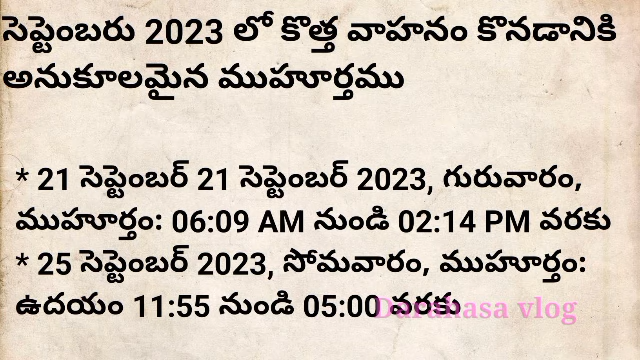 సెప్టెంబరు 2023 లో కొత్త వాహనం కొనడానికి
అనుకూలమైన ముహూర్తము
* 21 సెప్టెంబర్ 21 సెప్టెంబర్ 2023, గురువారం,
ముహూర్తం: 06:09 AM నుండి 02:14 PM వరకు
* 25 సెప్టెంబర్ 2023, సోమవారం, ముహూర్తం:
ఉదయం 11:55 నుండి 05:00 వరకు
Darahasa vlog